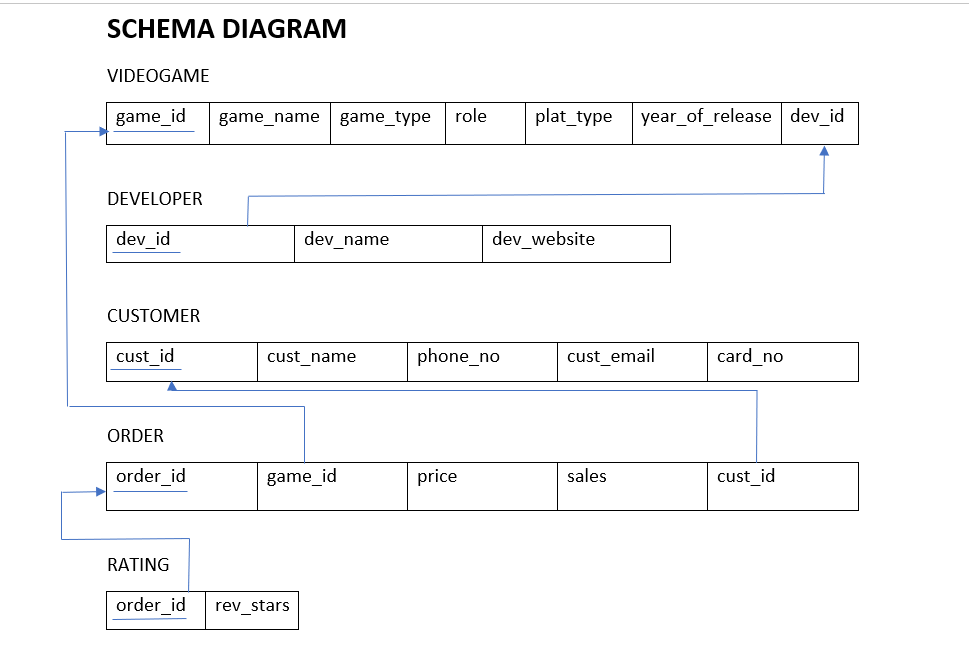 SCHEMA DIAGRAM
VIDEOGAME
game_id game_name game_type role plat_type year_of_release dev_id
DEVELOPER
dev_id dev_name dev_website
CUSTOMER
cust_id cust_name phone_no cust_email card_no
ORDER
order_id game_id price sales cust_id
RATING
order_id rev_stars